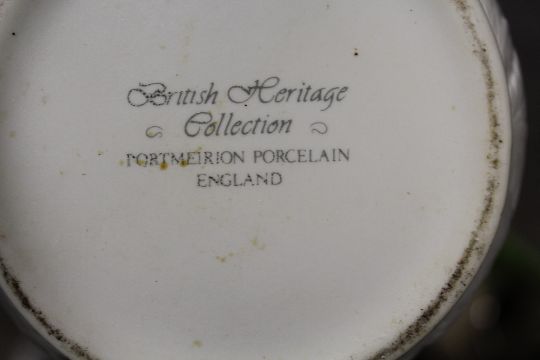 British Heritage
Collection
PORTMEIRION PORCELAIN
ENGLAND